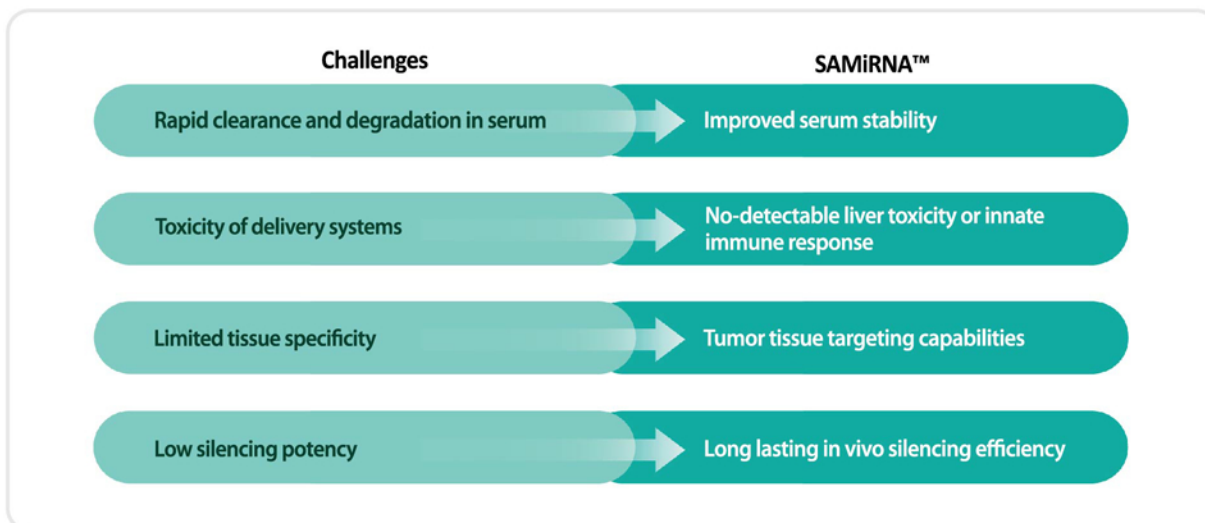 Challenges
SAMiRNA™
Rapid clearance and degradation in serum
Improved serum stability
Toxicity of delivery systems
No-detectable liver toxicity or innate
immune response
Limited tissue specificity
Tumor tissue targeting capabilities
Low silencing potency
Long lasting in vivo silencing efficiency